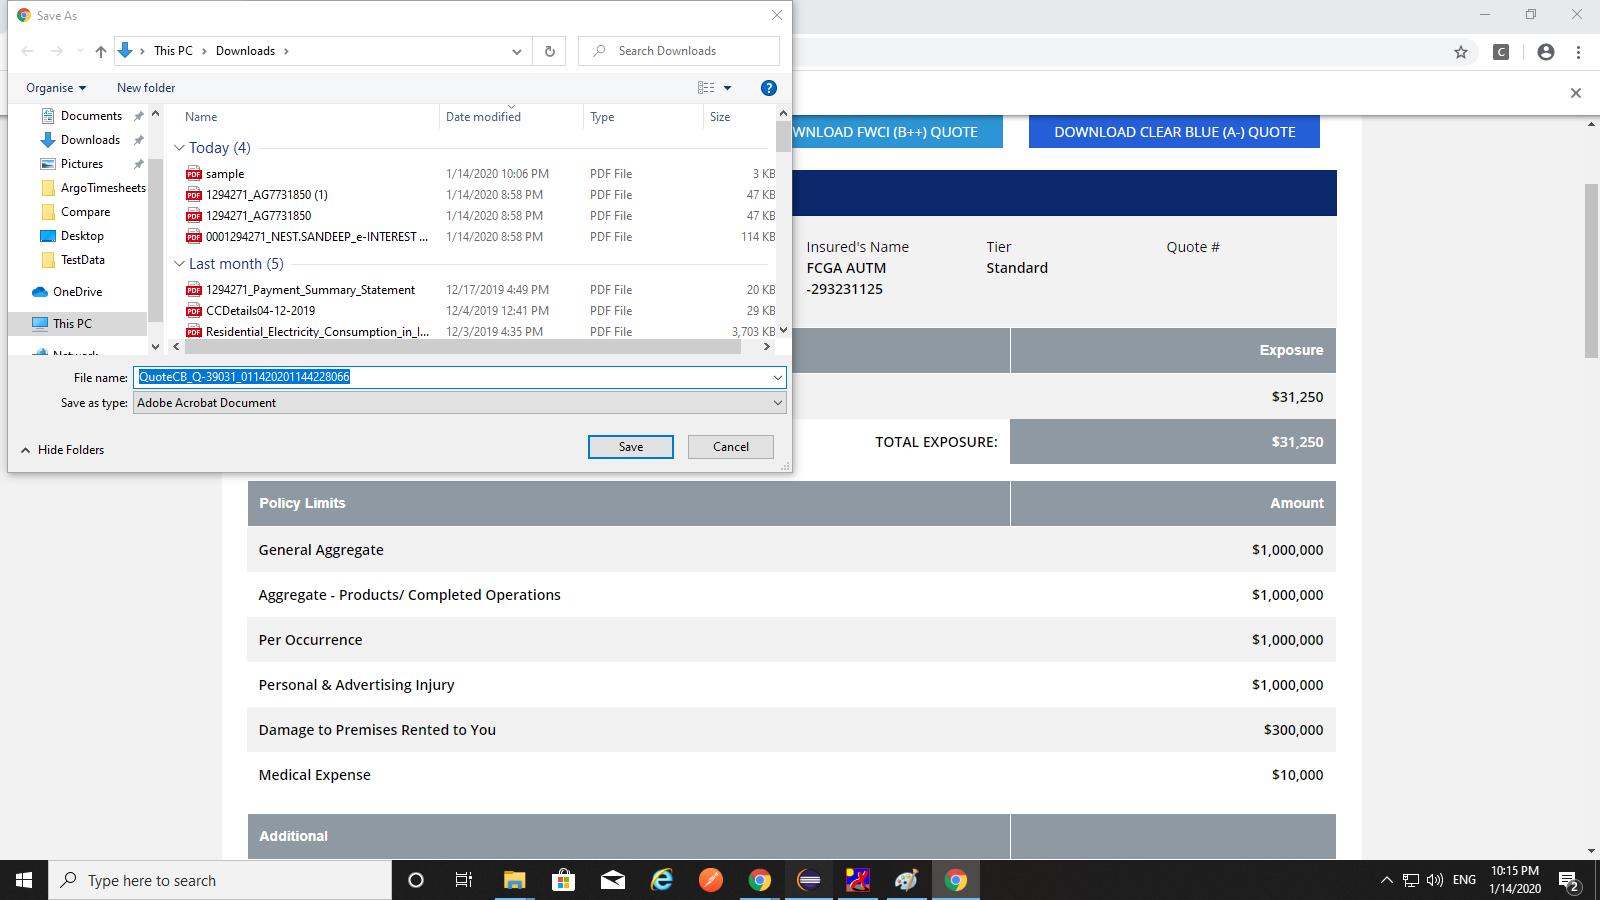 Save As
This PC
Downloads
Search Downloads
Organise
New folder
Documents
Downloads
Pictures
ArgoTimesheets
Compare
Desktop
TestData
OneDrive
This PC
Network
Name
Date modified
Type
Size
Today (4)
sample 1/14/2020 10:06 PM PDF File 3 KB
1294271_AG7731850 (1) 1/14/2020 8:58 PM PDF File 47 KB
1294271_AG7731850 1/14/2020 8:58 PM PDF File 47 KB
0001294271_NEST.SANDEEP_e-INTEREST ... 1/14/2020 8:58 PM PDF File 114 KB
Last month (5)
1294271_Payment_Summary_Statement 12/17/2019 4:49 PM PDF File 20 KB
CCDetails04-12-2019 12/4/2019 12:41 PM PDF File 29 KB
Residential_Electricity_Consumption_in_I... 12/3/2019 4:35 PM PDF File 3,703 KB
File name: QuoteCB_Q-39031_011420201144228066
Save as type: Adobe Acrobat Document
Hide Folders
Save
Cancel
WNLOAD FWCI (B++) QUOTE
DOWNLOAD CLEAR BLUE (A-) QUOTE
Insured's Name
FCGA AUTM
-293231125
Tier
Standard
Quote #
Exposure
$31,250
TOTAL EXPOSURE: $31,250
Policy Limits Amount
General Aggregate $1,000,000
Aggregate - Products/ Completed Operations $1,000,000
Per Occurrence $1,000,000
Personal & Advertising Injury $1,000,000
Damage to Premises Rented to You $300,000
Medical Expense $10,000
Additional
Type here to search
ENG
10:15 PM
1/14/2020
2